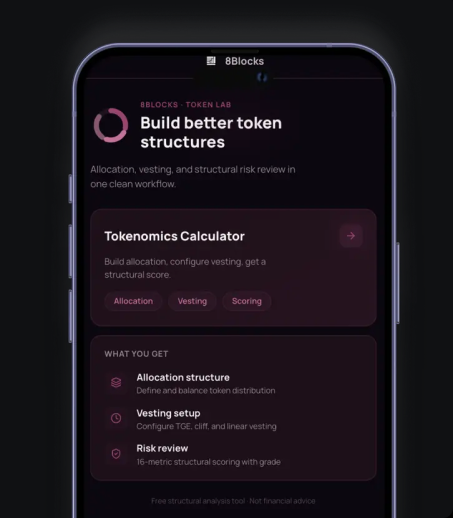 8Blocks
8BLOCKS · TOKEN LAB
Build better token
structures
Allocation, vesting, and structural risk review in
one clean workflow.
Tokenomics Calculator
Build allocation, configure vesting, get a
structural score.
Allocation
Vesting
Scoring
WHAT YOU GET
Allocation structure
Define and balance token distribution
Vesting setup
Configure TGE, cliff, and linear vesting
Risk review
16-metric structural scoring with grade
Free structural analysis tool · Not financial advice